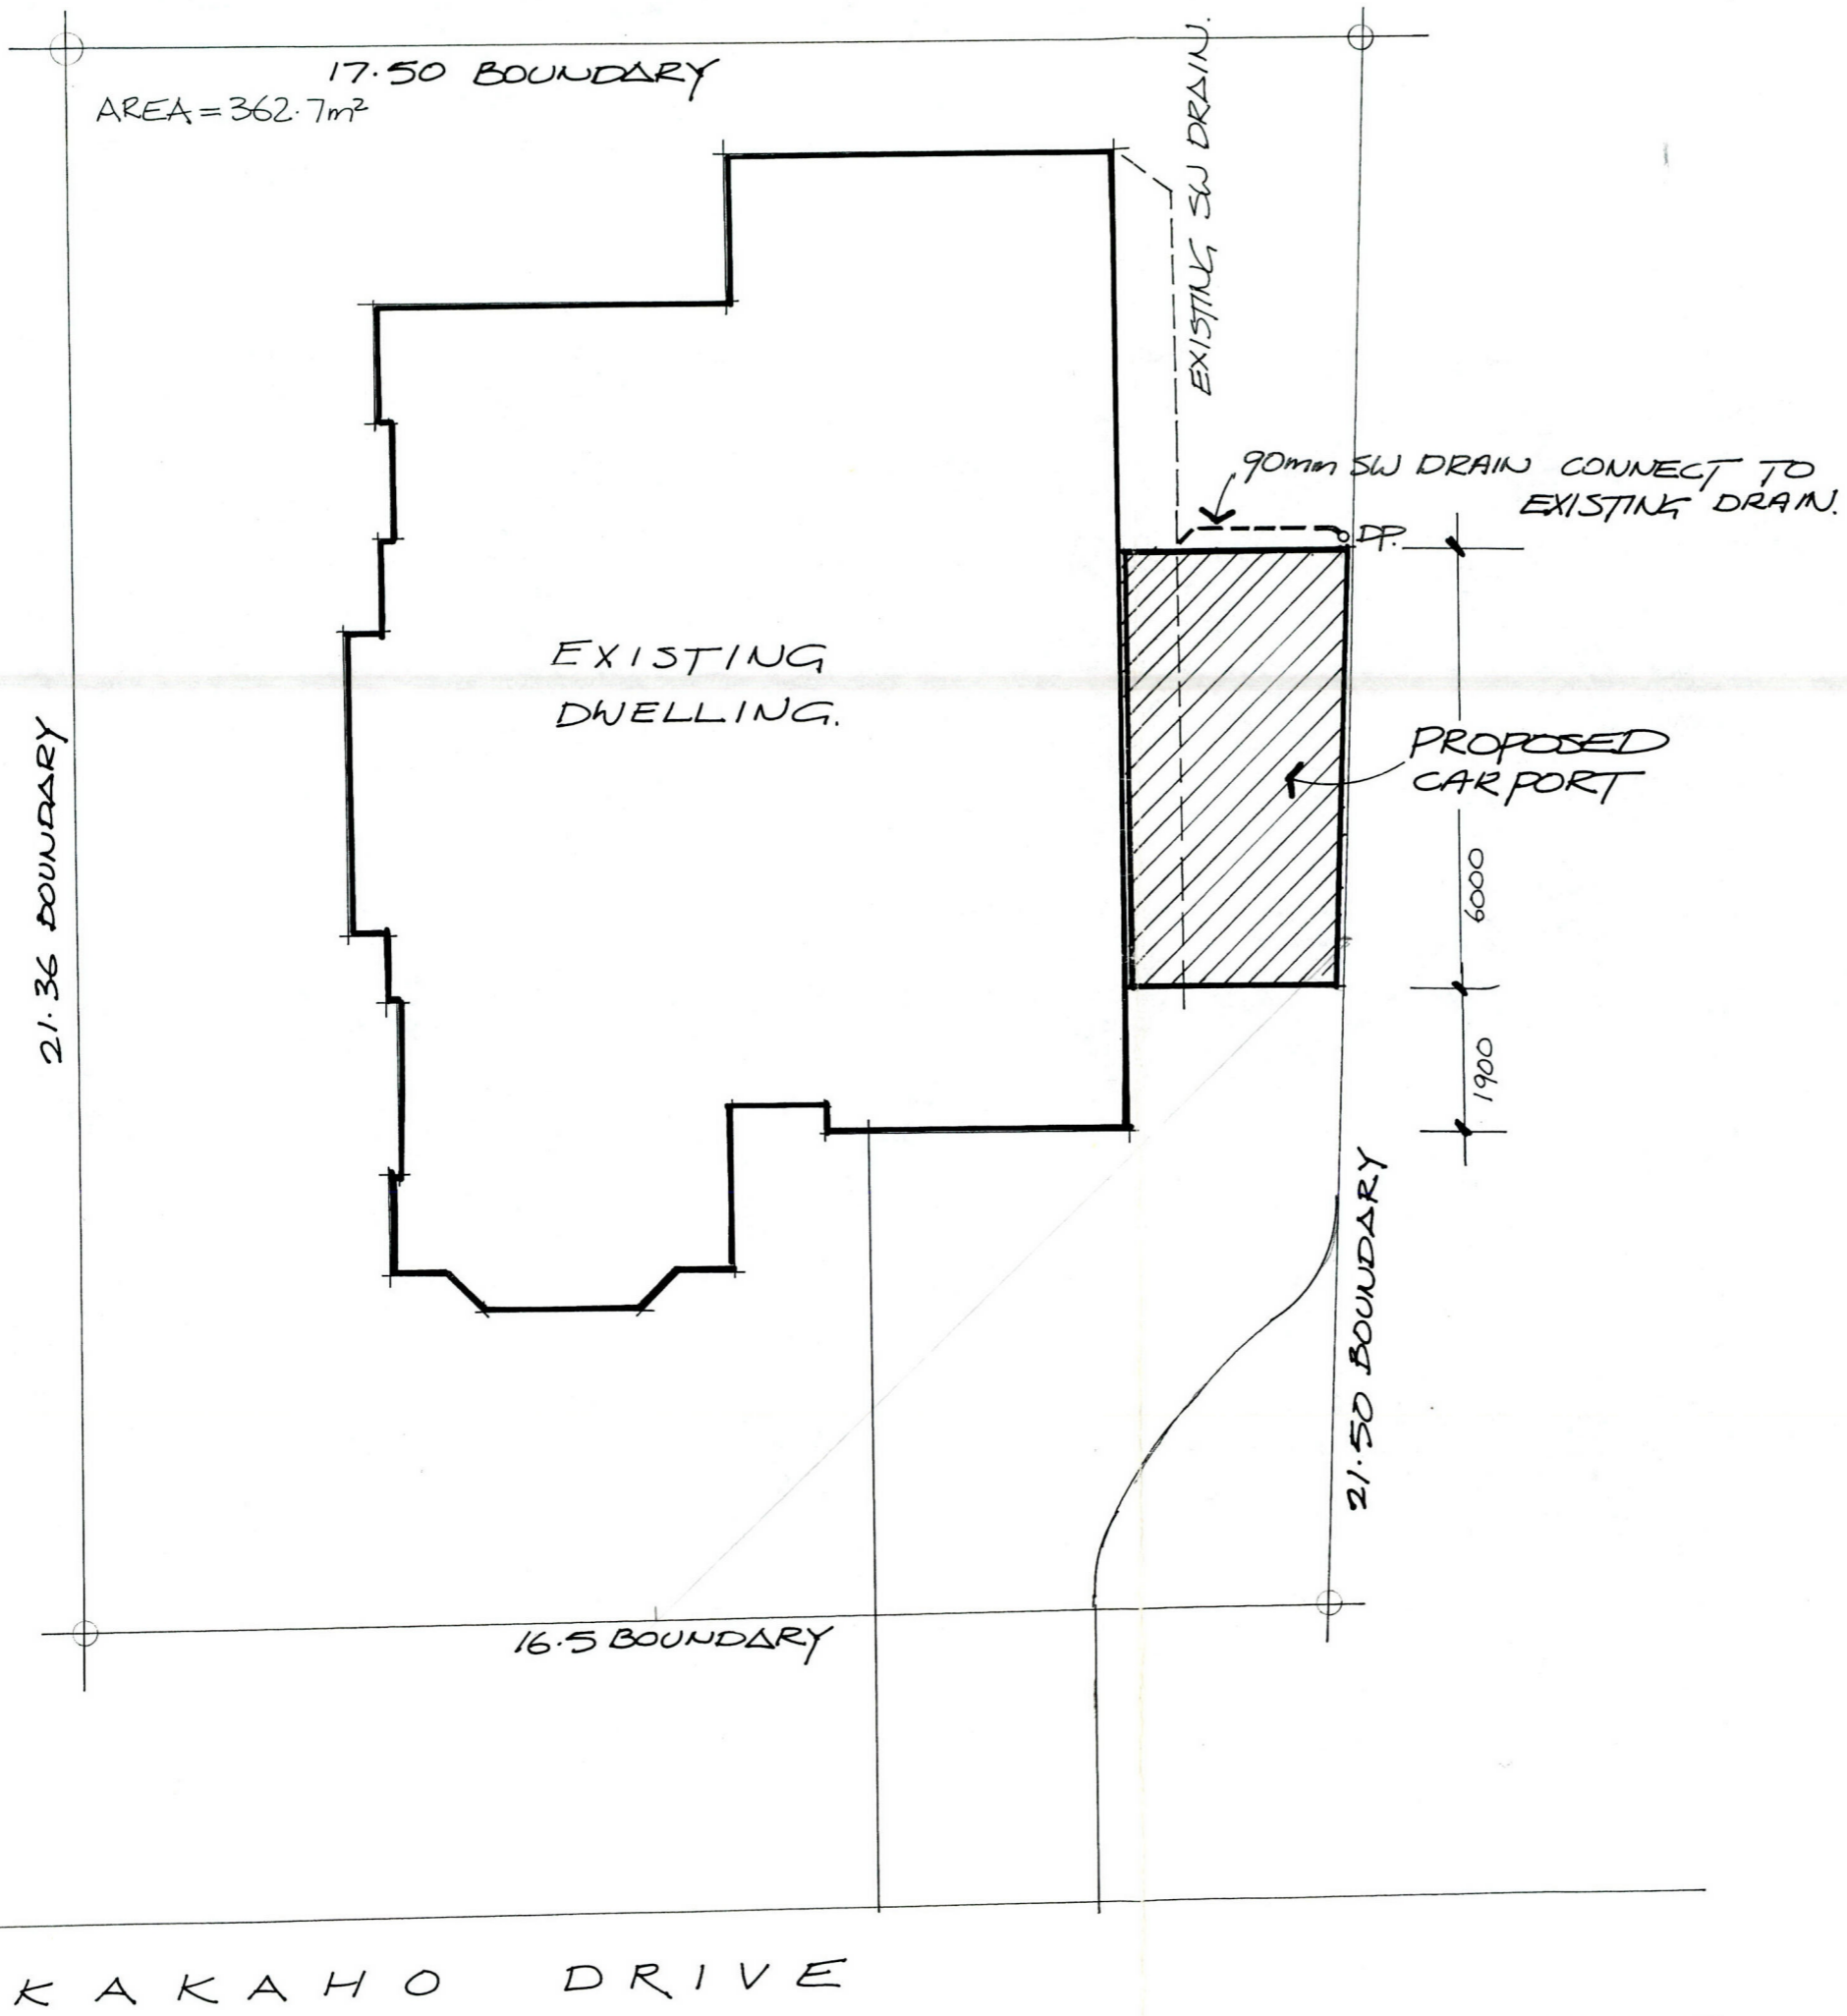 17.50 BOUNDARY
AREA = 362.7m²
EXISTING SW DRAIN.
90mm SW DRAIN CONNECT TO
EXISTING DRAIN.
DP.
EXISTING
DWELLING.
PROPOSED
CARPORT
21.36 BOUNDARY
6000
1900
21.50 BOUNDARY
16.5 BOUNDARY
KAKAHO DRIVE